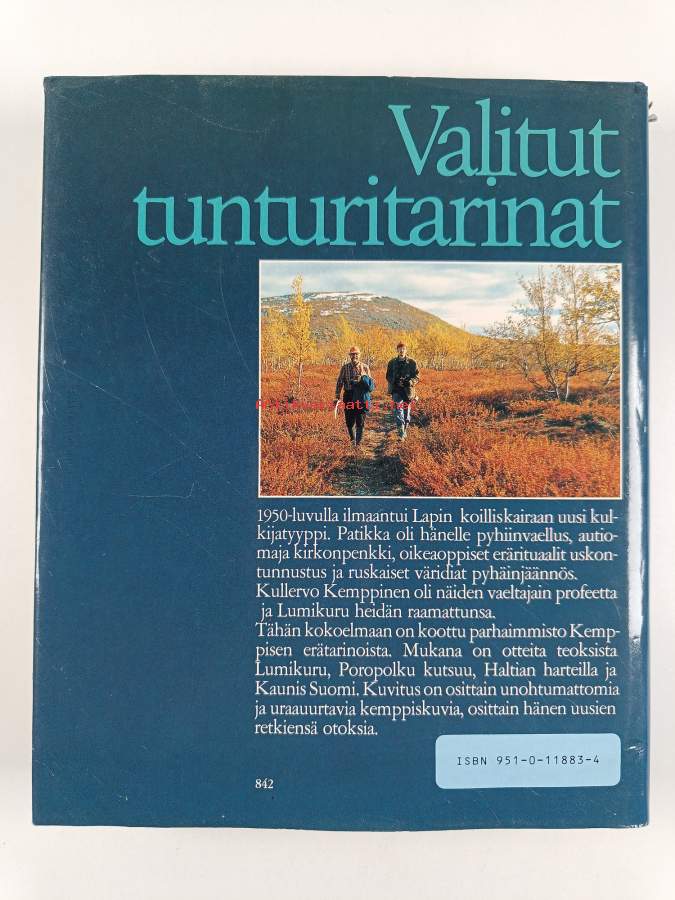 Valitut
tunturitarinat
1950-luvulla ilmaantui Lapin koilliskairaan uusi kul-
kijatyyppi. Patikka oli hänelle pyhiinvaellus, autio-
maja kirkonpenkki, oikeaoppiset erärituaalit uskon-
tunnustus ja ruskaiset väridiat pyhäinjäännös.
Kullervo Kemppinen oli näiden vaeltajain profeetta
ja Lumikuru heidän raamattunsa.
Tähän kokoelmaan on koottu parhaimmisto Kemp-
pisen erätarinoista. Mukana on otteita teoksista
Lumikuru, Poropolku kutsuu, Haltian harteilla ja
Kaunis Suomi. Kuvitus on osittain unohtumattomia
ja uraauurtavia kemppiskuvia, osittain hänen uusien
retkiensä otoksia.
ISBN 951-0-11883-4
842